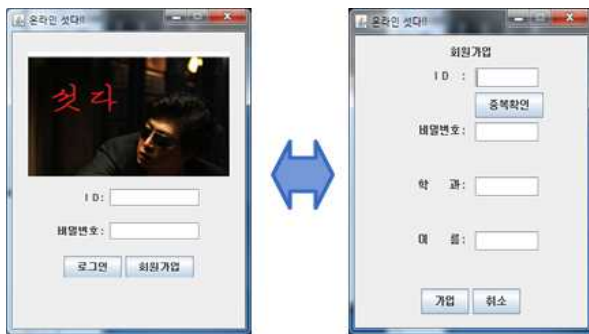 온라인 섯다!!
섯다
I D :
비밀번호 :
로그인 회원가입
온라인 섯다!!
회원가입
I D :
중복확인
비밀번호 :
학 과 :
이 름 :
가입 취소